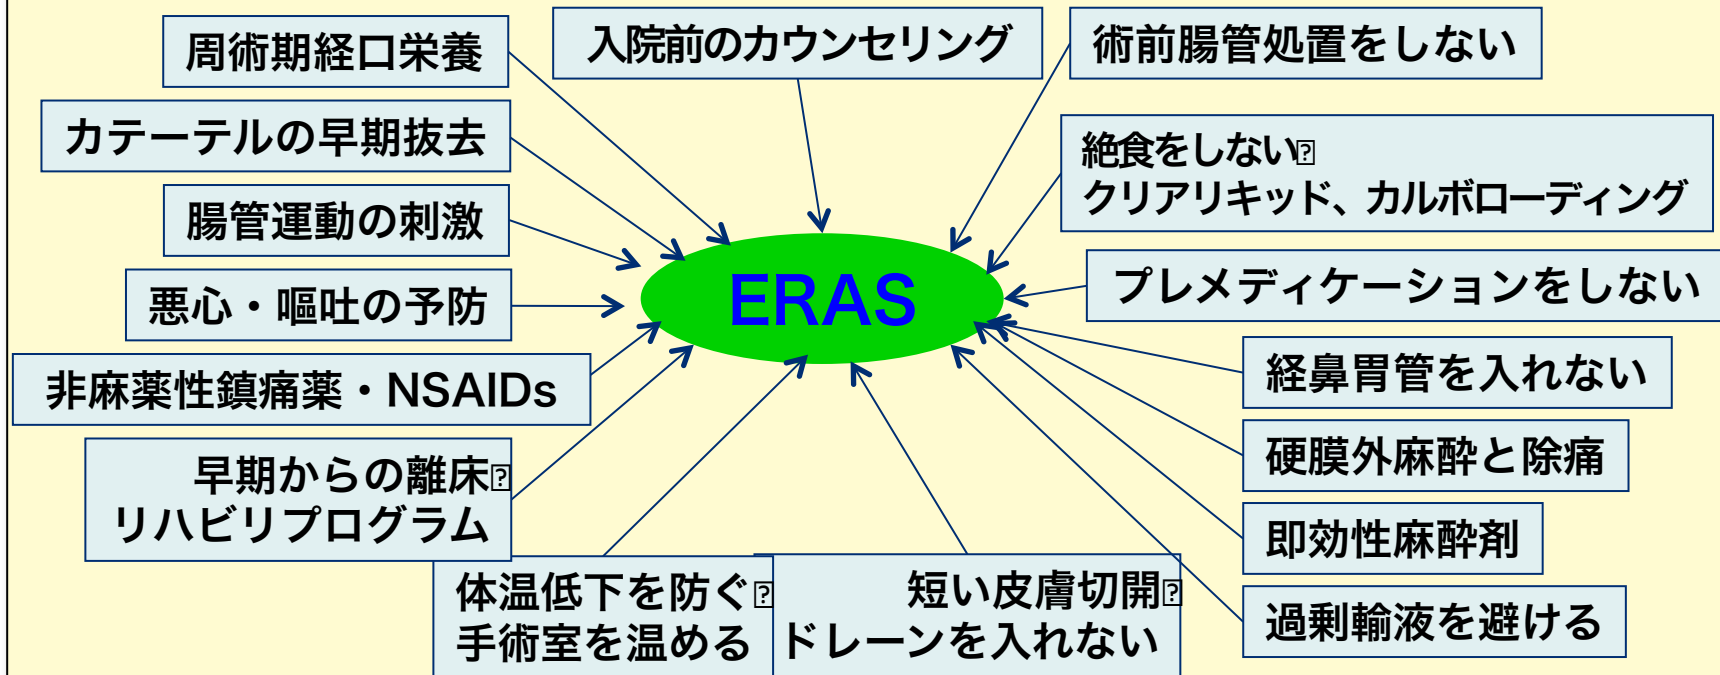 入院前のカウンセリング
術前腸管処置をしない
絶食をしない
クリアリキッド、カルボローディング
プレメディケーションをしない
経鼻胃管を入れない
硬膜外麻酔と除痛
即効性麻酔剤
過剰輸液を避ける
短い皮膚切開
ドレーンを入れない
体温低下を防ぐ
手術室を温める
早期からの離床
リハビリプログラム
非麻薬性鎮痛薬・NSAIDs
悪心・嘔吐の予防
腸管運動の刺激
カテーテルの早期抜去
周術期経口栄養
ERAS